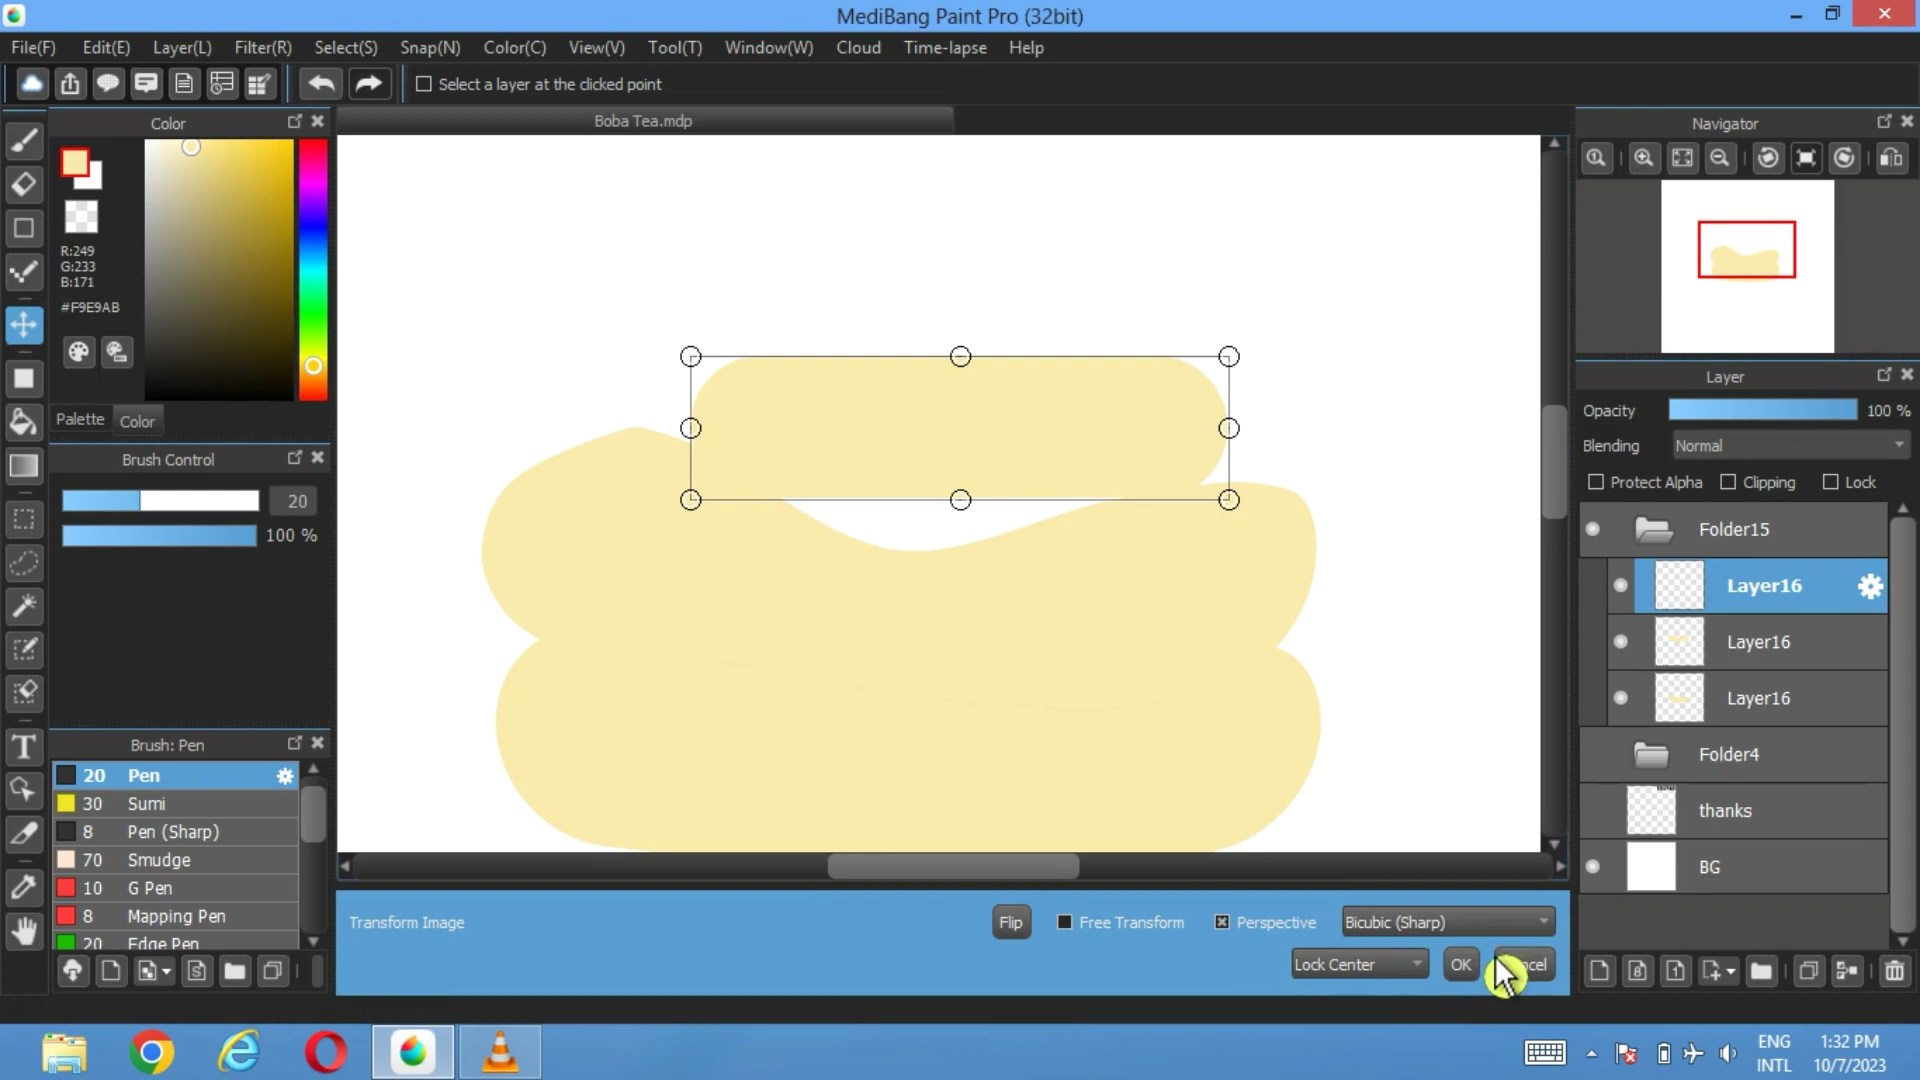 MediBang Paint Pro (32bit)
File(F) Edit(E) Layer(L) Filter(R) Select(S) Snap(N) Color(C) View(V) Tool(T) Window(W) Cloud Time-lapse Help
Select a layer at the clicked point
Color
Boba Tea.mdp
Navigator
R:249
G:233
B:171
#F9E9AB
Palette Color
Brush Control
20
100 %
Brush: Pen
20 Pen
30 Sumi
8 Pen (Sharp)
70 Smudge
10 G Pen
8 Mapping Pen
20 Edge Pen
Transform Image
Flip Free Transform Perspective Bicubic (Sharp)
Lock Center OK
Layer
Opacity 100 %
Blending Normal
Protect Alpha Clipping Lock
Folder15
Layer16
Layer16
Layer16
Folder4
thanks
BG
ENG 1:32 PM
INTL 10/7/2023